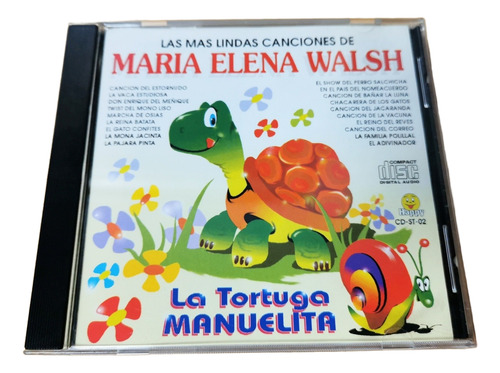 LAS MAS LINDAS CANCIONES DE
MARIA ELENA WALSH
CANCION DEL ESTORNUDO
LA VACA ESTUDIOSA
DON ENRIQUE DEL MEÑIQUE
TWIST DEL MONO LISO
MARCHA DE OSIAS
LA REINA BATATA
EL GATO CONFITES
LA MONA JACINTA
LA PAJARA PINTA
EL SHOW DEL PERRO SALCHICHA
EN EL PAIS DEL NOMEACUERDO
CANCION DE BAÑAR LA LUNA
CHACARERA DE LOS GATOS
CANCION DEL JACARANDA
CANCION DE LA VACUNA
EL REINO DEL REVES
CANCION DEL CORREO
LA FAMILIA POLILLAL
EL ADIVINADOR
COMPACT
disc
DIGITAL AUDIO
Happy
CD-ST-02
La Tortuga
MANUELITA